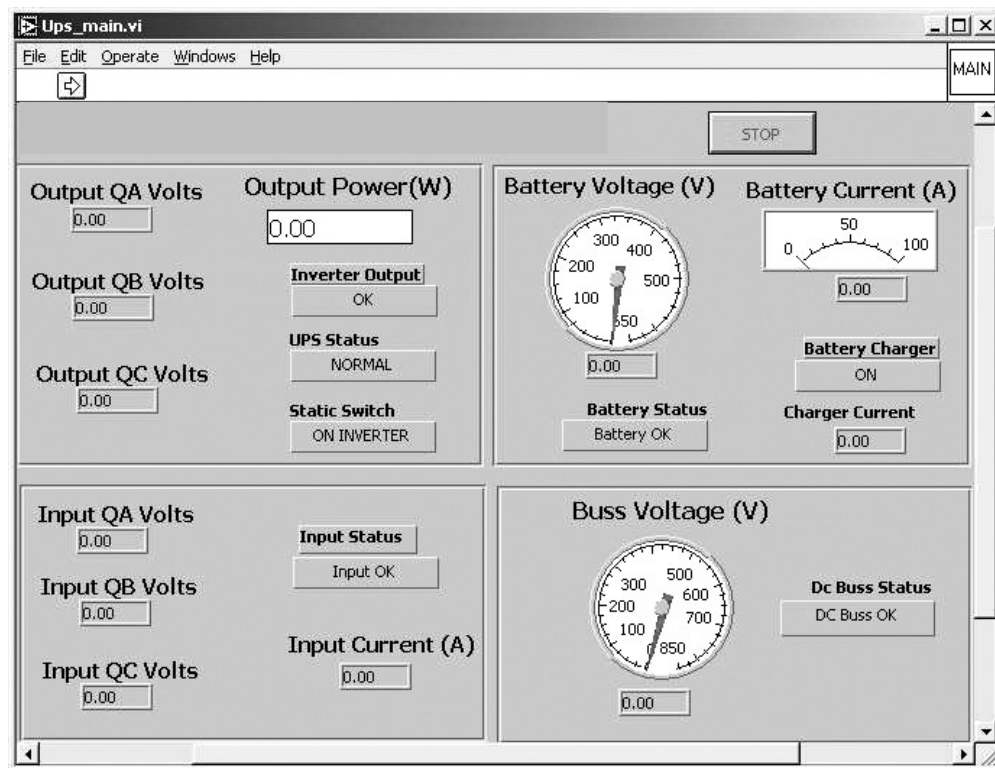 Ups_main.vi
File Edit Operate Windows Help
MAIN
STOP
Output QA Volts
0.00
Output QB Volts
0.00
Output QC Volts
0.00
Output Power(W)
0.00
Inverter Output
OK
UPS Status
NORMAL
Static Switch
ON INVERTER
Battery Voltage (V)
300 400
200 500
100
650
0.00
Battery Status
Battery OK
Battery Current (A)
50
0 100
0.00
Battery Charger
ON
Charger Current
0.00
Input QA Volts
0.00
Input QB Volts
0.00
Input QC Volts
0.00
Input Status
Input OK
Input Current (A)
0.00
Buss Voltage (V)
300 500
600
200
700
100
0 850
0.00
Dc Buss Status
DC Buss OK